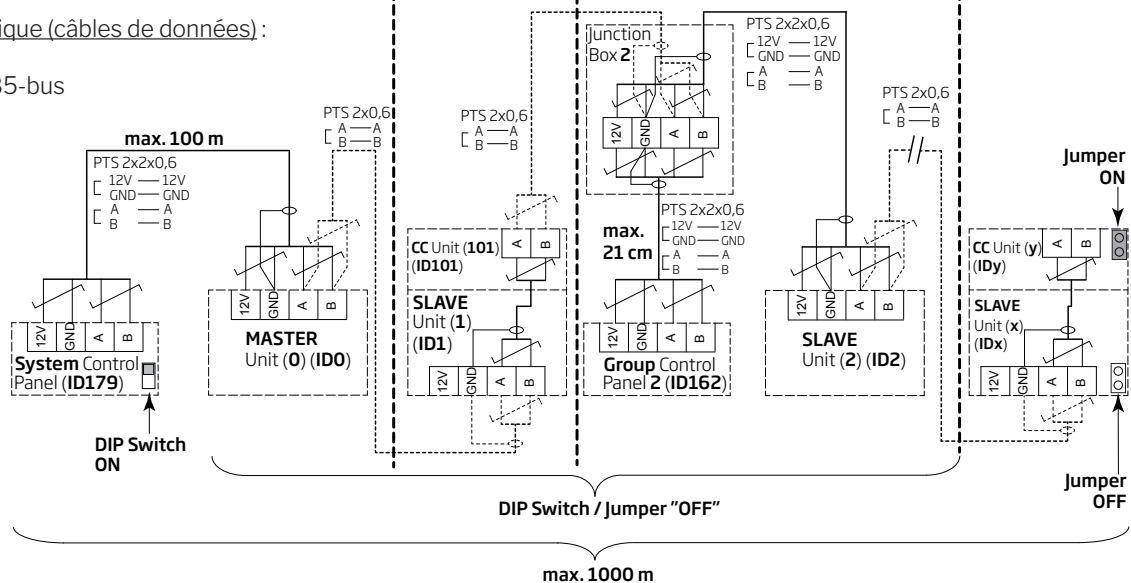 ique (câbles de données) :
35-bus
max. 100 m
PTS 2x2x0,6
12V — 12V
GND — GND
A — A
B — B
12V
GND
A
B
System Control
Panel (ID179)
DIP Switch
ON
PTS 2x0,6
A — A
B — B
12V
GND
A
B
MASTER
Unit (0) (ID0)
PTS 2x0,6
A — A
B — B
CC Unit (101)
(ID101)
A
B
SLAVE
Unit (1)
(ID1)
12V
GND
A
B
Junction
Box 2
12V
GND
A
B
max.
21 cm
PTS 2x2x0,6
12V — 12V
GND — GND
A — A
B — B
12V
GND
A
B
Group Control
Panel 2 (ID162)
PTS 2x2x0,6
12V — 12V
GND — GND
A — A
B — B
12V
GND
A
B
SLAVE
Unit (2) (ID2)
PTS 2x0,6
A — A
B — B
Jumper
ON
CC Unit (y)
(IDy)
A
B
SLAVE
Unit (x)
(IDx)
12V
GND
A
B
Jumper
OFF
DIP Switch / Jumper "OFF"
max. 1000 m